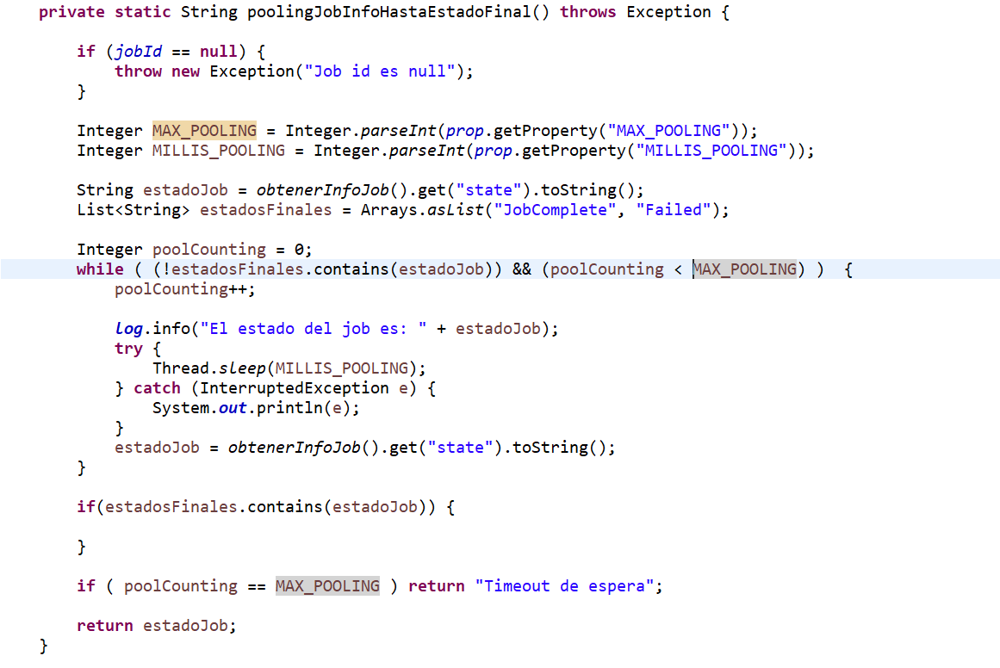 private static String poolingJobInfoHastaEstadoFinal() throws Exception {
if (jobId == null) {
throw new Exception("Job id es null");
}
Integer MAX_POOLING = Integer.parseInt(prop.getProperty("MAX_POOLING"));
Integer MILLIS_POOLING = Integer.parseInt(prop.getProperty("MILLIS_POOLING"));
String estadoJob = obtenerInfoJob().get("state").toString();
List<String> estadosFinales = Arrays.asList("JobComplete", "Failed");
Integer poolCounting = 0;
while ( (!estadosFinales.contains(estadoJob)) && (poolCounting < MAX_POOLING) )  {
poolCounting++;
log.info("El estado del job es: " + estadoJob);
try {
Thread.sleep(MILLIS_POOLING);
} catch (InterruptedException e) {
System.out.println(e);
}
estadoJob = obtenerInfoJob().get("state").toString();
}
if(estadosFinales.contains(estadoJob)) {
}
if ( poolCounting == MAX_POOLING ) return "Timeout de espera";
return estadoJob;
}